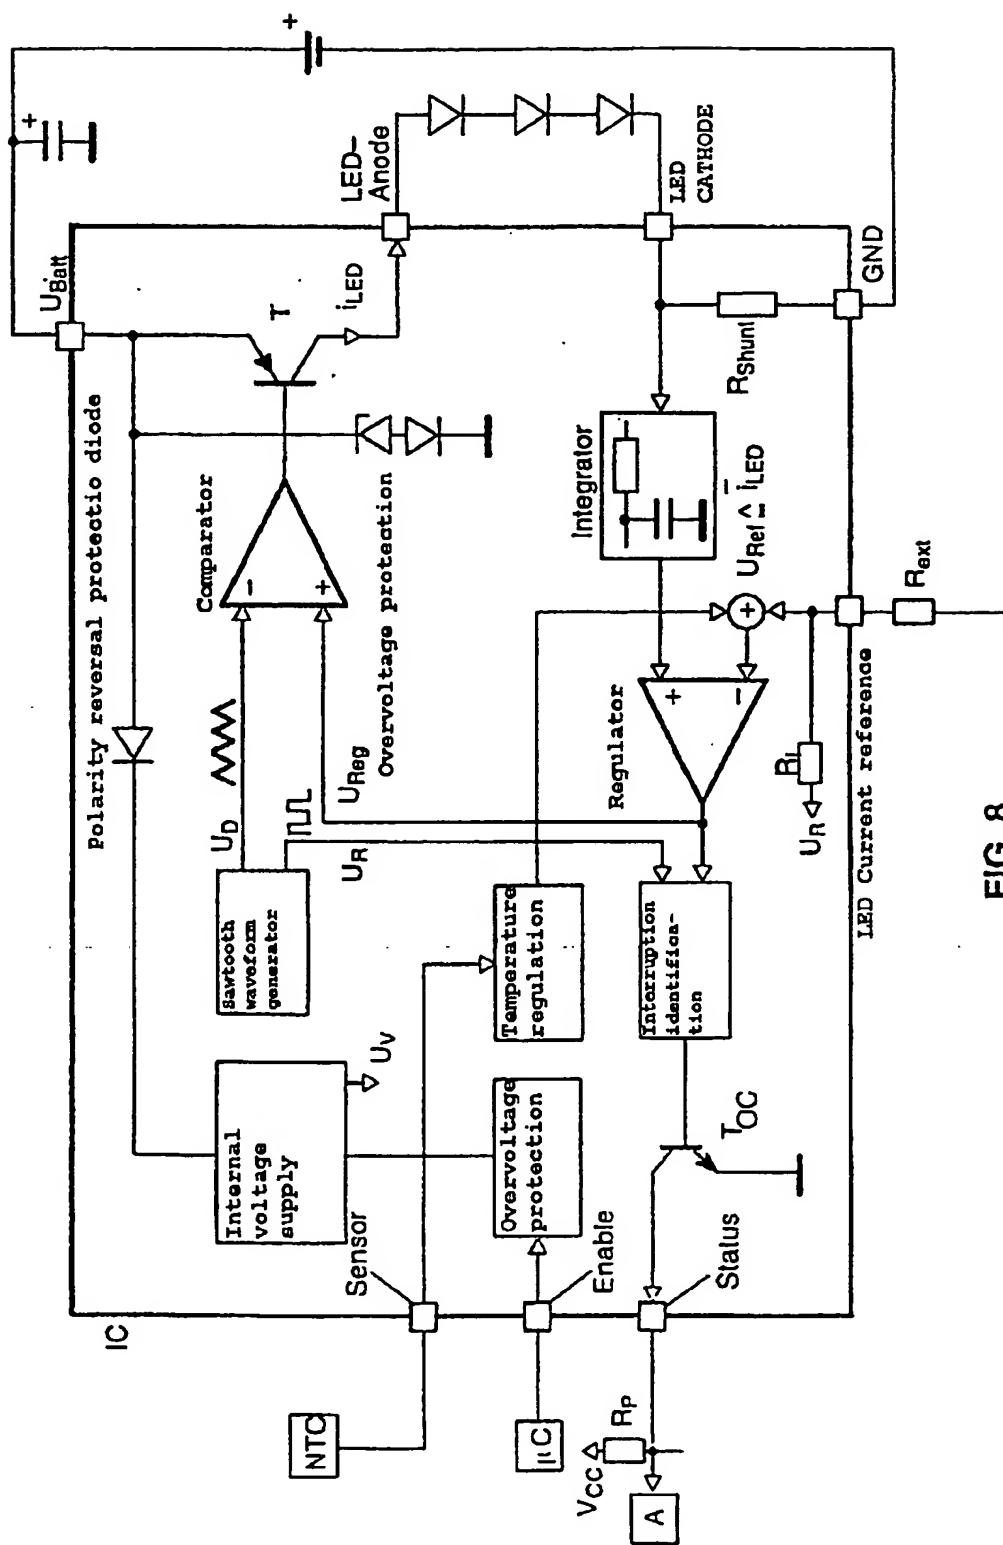 IC
U_Batt
Polarity reversal protectio diode
T
i_LED
LED-
Anode
+
+
Comparator
-
+
Overvoltage protection
U_D
U_Reg
U_R
Sawtooth
waveform
generator
Internal
voltage
supply
U_V
Sensor
NTC
Temperature
regulation
Overvoltage
protection
Enable
µC
Integrator
LED
CATHODE
R_Shunt
GND
U_Ref ≙ i_LED
+
Regulator
+
-
Interruption
identifica-
tion
T_OC
Status
V_CC
R_P
A
R_i
U_R
LED Current reference
R_ext
FIG. 8